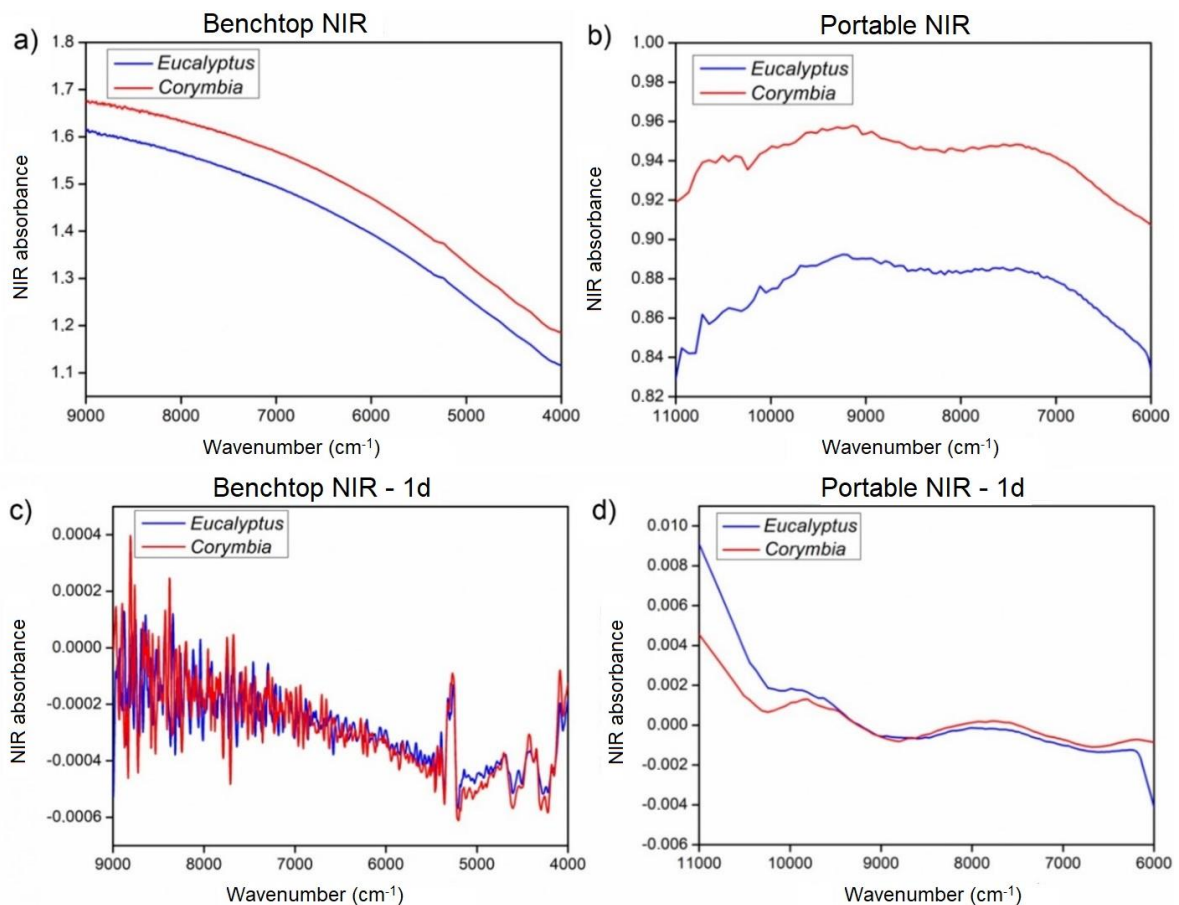 Benchtop NIR
a)
1.8
1.7
1.6
1.5
1.4
1.3
1.2
1.1
NIR absorbance
Eucalyptus
Corymbia
9000 8000 7000 6000 5000 4000
Wavenumber (cm-1)
Portable NIR
b)
1.00
0.98
0.96
0.94
0.92
0.90
0.88
0.86
0.84
0.82
NIR absorbance
Eucalyptus
Corymbia
11000 10000 9000 8000 7000 6000
Wavenumber (cm-1)
Benchtop NIR - 1d
c)
0.0004
0.0002
0.0000
-0.0002
-0.0004
-0.0006
NIR absorbance
Eucalyptus
Corymbia
9000 8000 7000 6000 5000 4000
Wavenumber (cm-1)
Portable NIR - 1d
d)
0.010
0.008
0.006
0.004
0.002
0.000
-0.002
-0.004
-0.006
NIR absorbance
Eucalyptus
Corymbia
11000 10000 9000 8000 7000 6000
Wavenumber (cm-1)